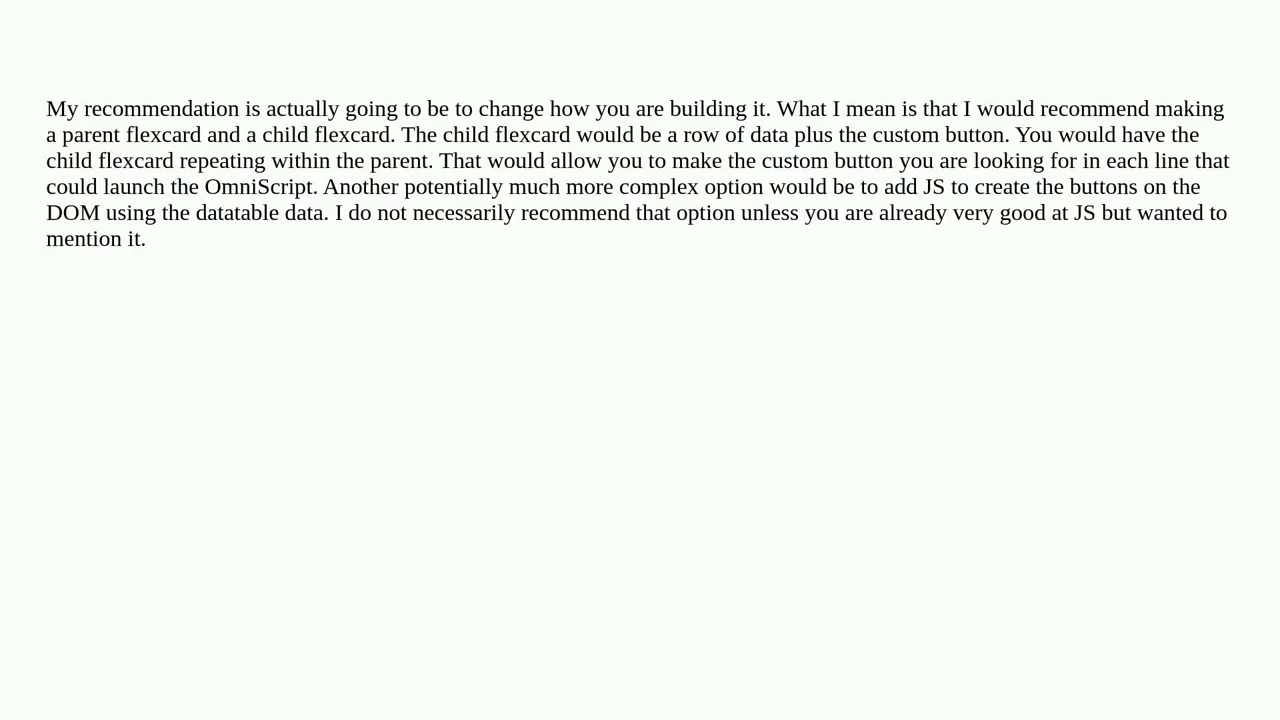 My recommendation is actually going to be to change how you are building it. What I mean is that I would recommend making
a parent flexcard and a child flexcard. The child flexcard would be a row of data plus the custom button. You would have the
child flexcard repeating within the parent. That would allow you to make the custom button you are looking for in each line that
could launch the OmniScript. Another potentially much more complex option would be to add JS to create the buttons on the
DOM using the datatable data. I do not necessarily recommend that option unless you are already very good at JS but wanted to
mention it.